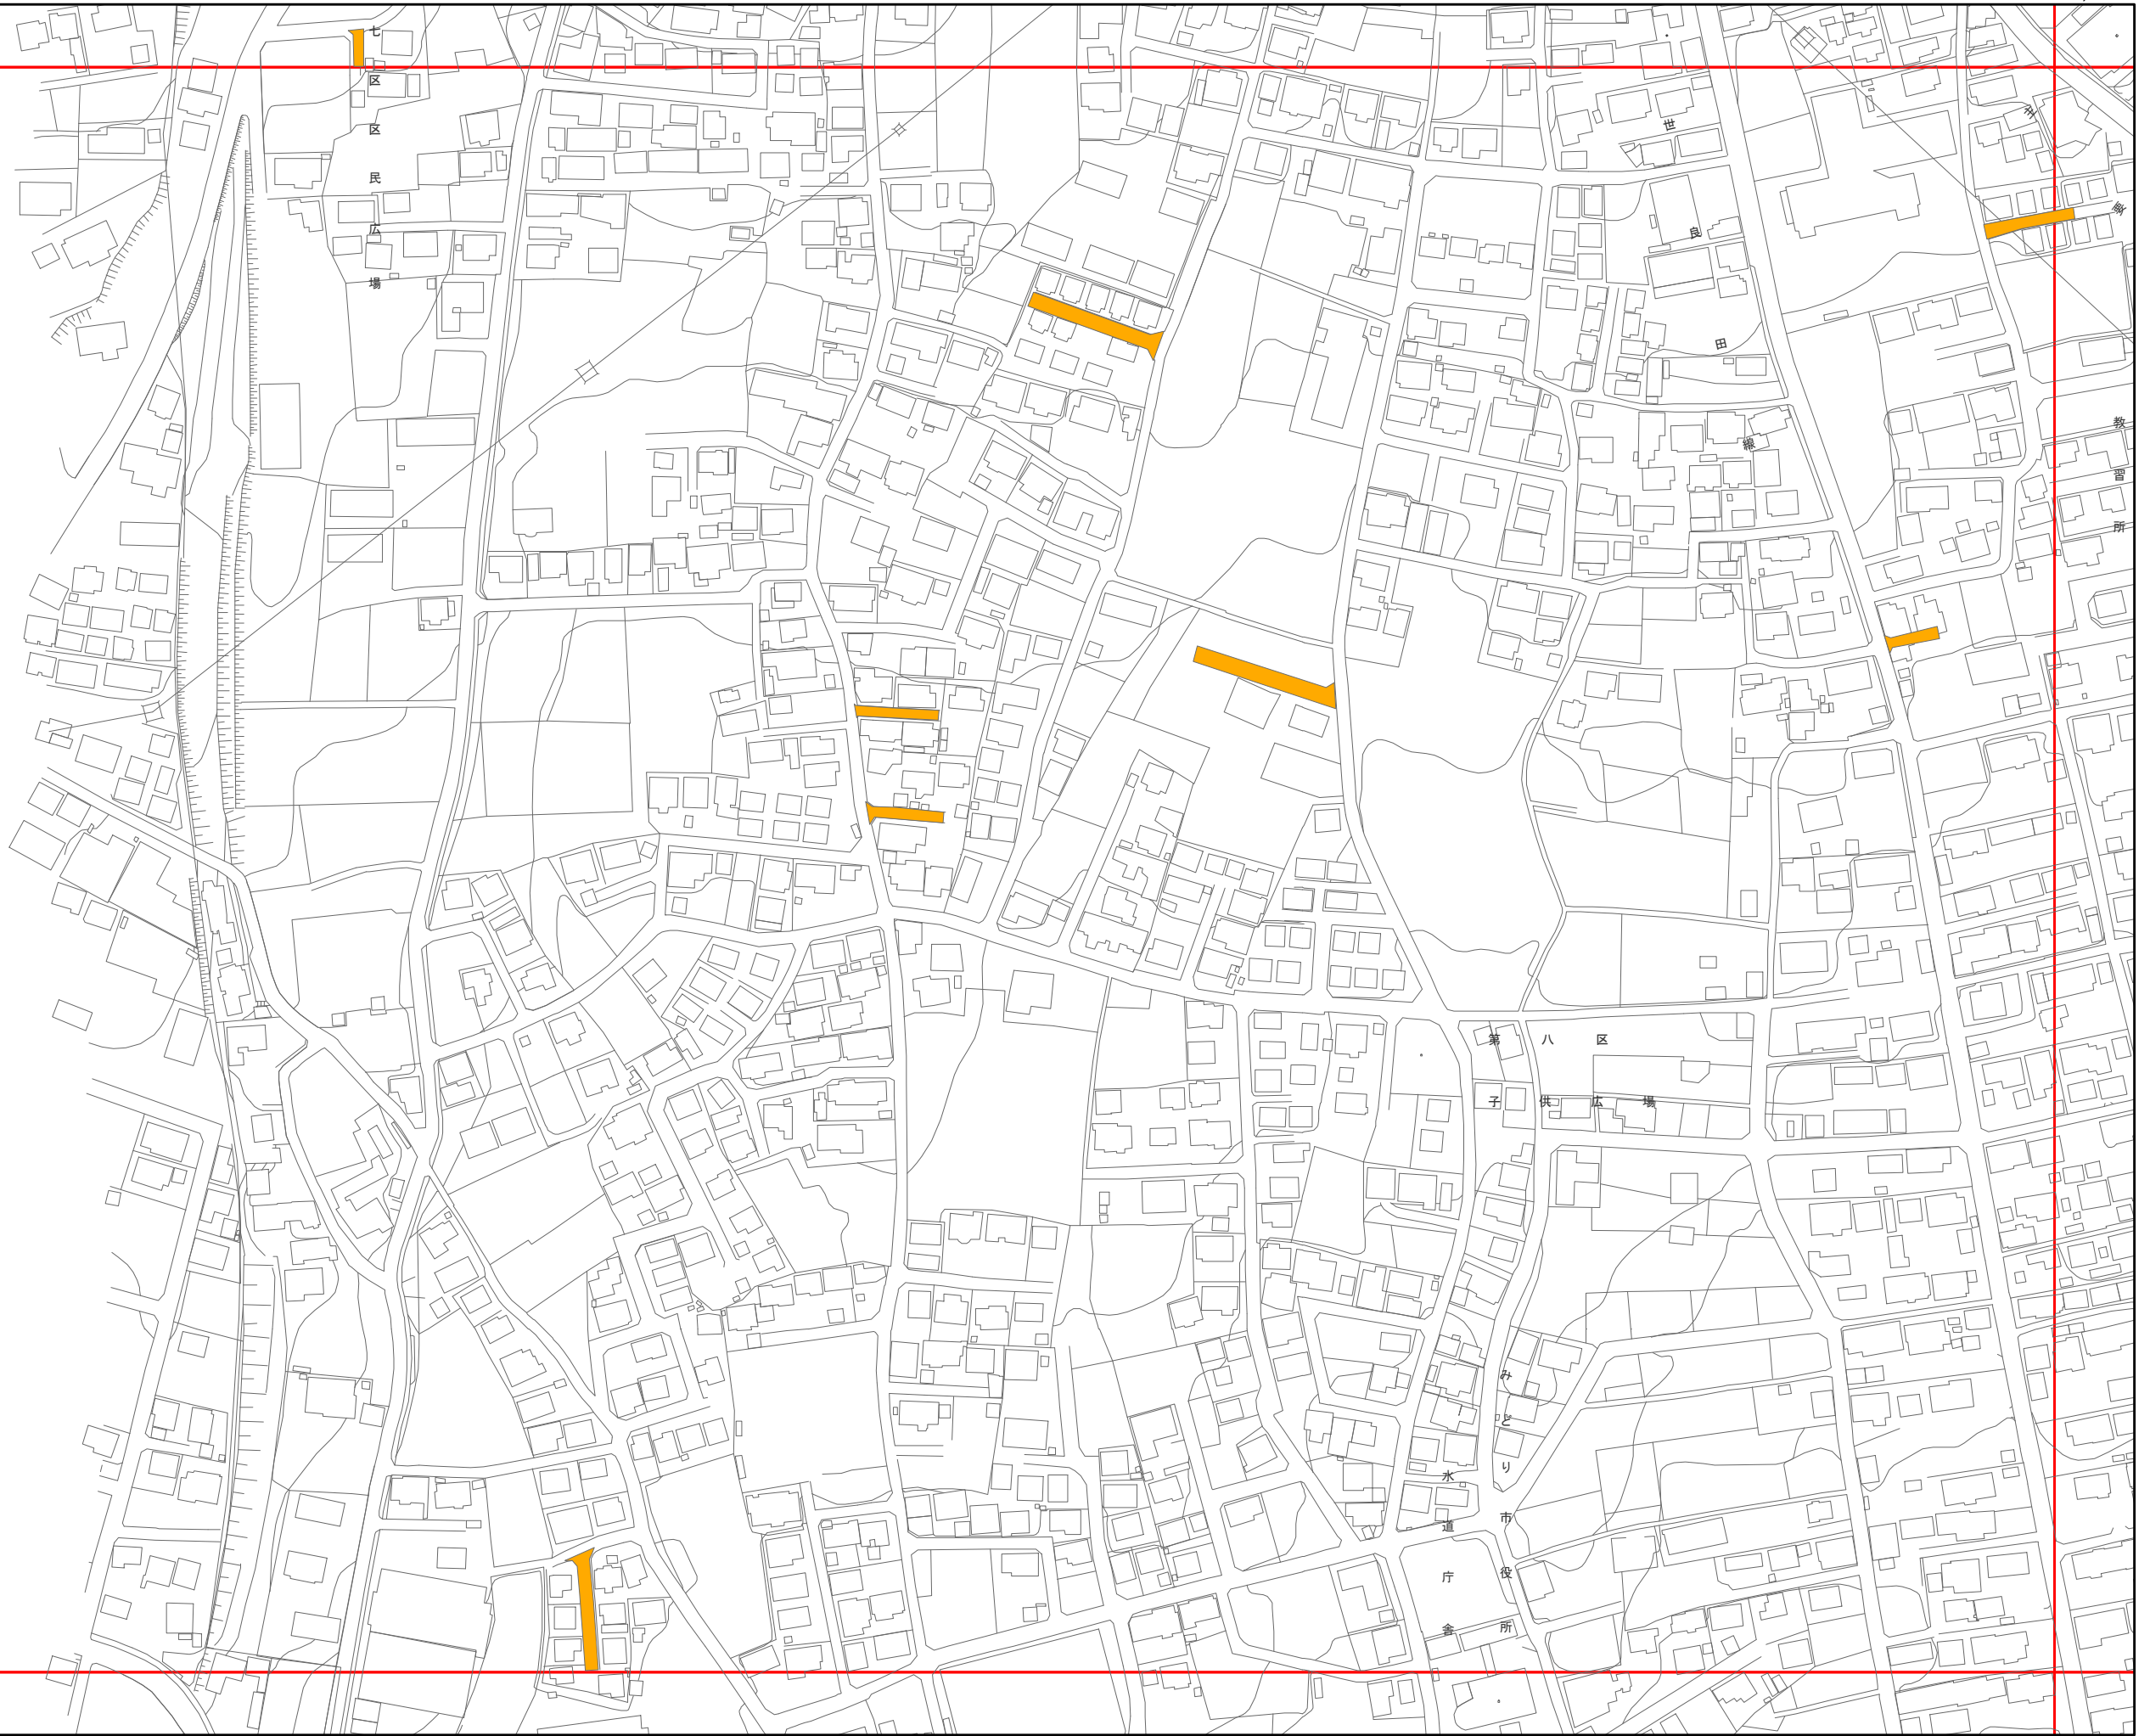 七区区民広場
世良田線
教習所
第八区
子供広場
みどり市役所
水道庁舎